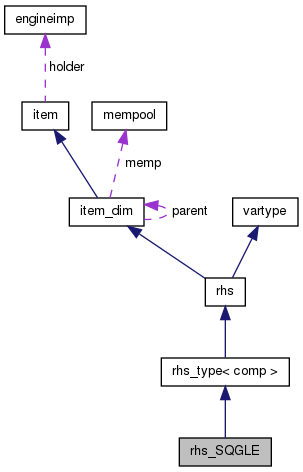 engineimp
holder
item
mempool
memp
item_dim
parent
vartype
rhs
rhs_type< comp >
rhs_SQGLE